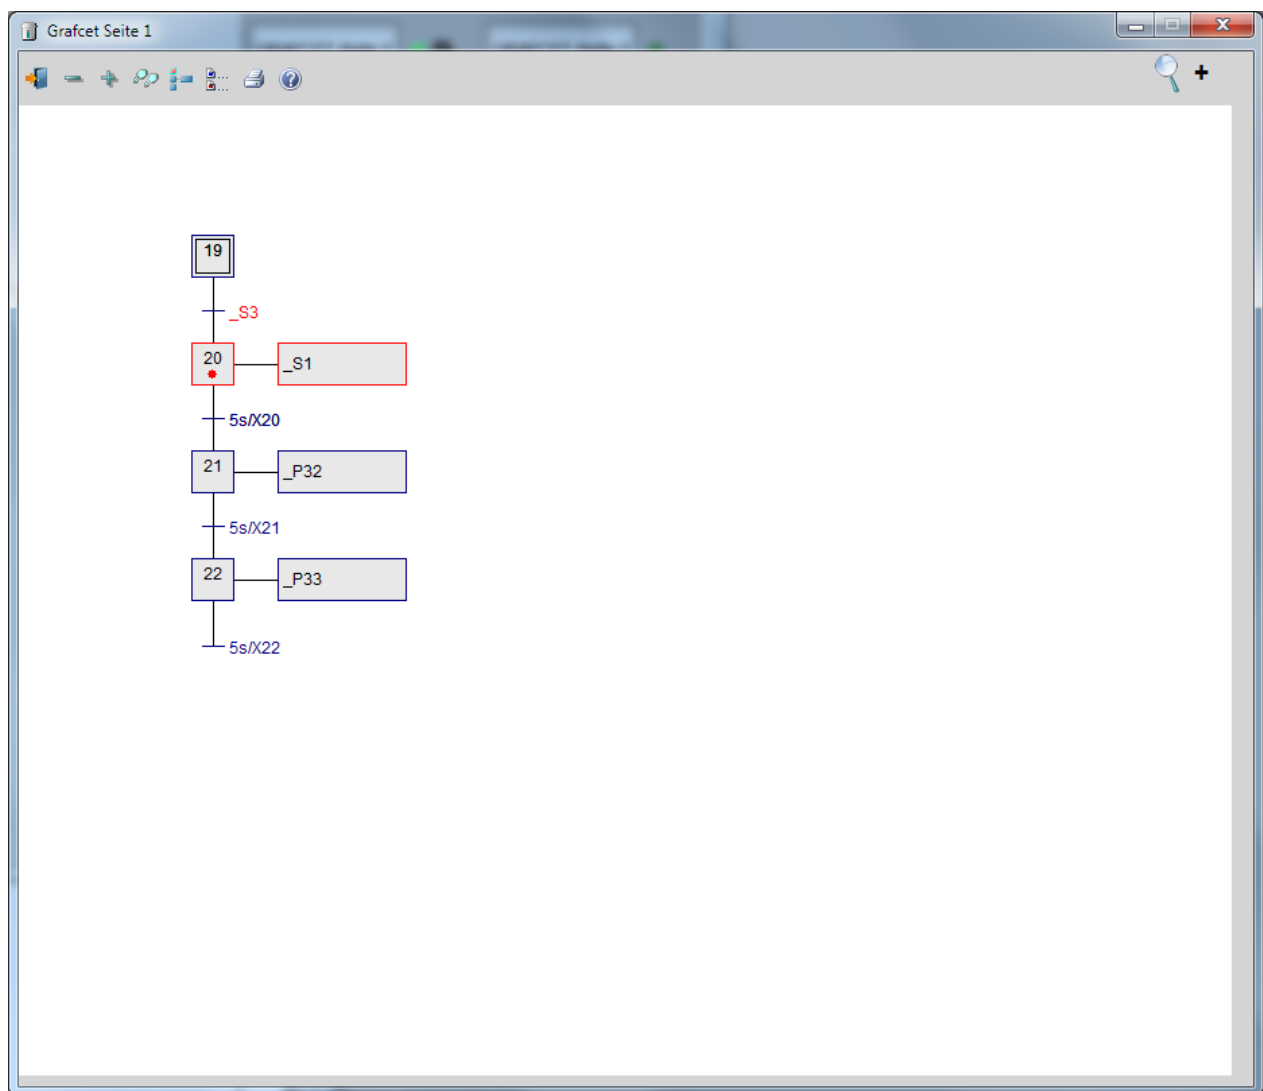 Grafcet Seite 1
19
_S3
20 _S1
5s/X20
21 _P32
5s/X21
22 _P33
5s/X22